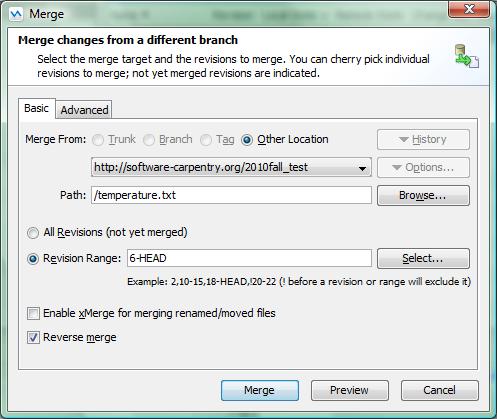 Merge
Merge changes from a different branch
Select the merge target and the revisions to merge. You can cherry pick individual
revisions to merge; not yet merged revisions are indicated.
Basic Advanced
Merge From: Trunk Branch Tag Other Location History
http://software-carpentry.org/2010fall_test Options...
Path: /temperature.txt Browse...
All Revisions (not yet merged)
Revision Range: 6-HEAD Select...
Example: 2,10-15,18-HEAD,!20-22 (! before a revision or range will exclude it)
Enable xMerge for merging renamed/moved files
Reverse merge
Merge Preview Cancel